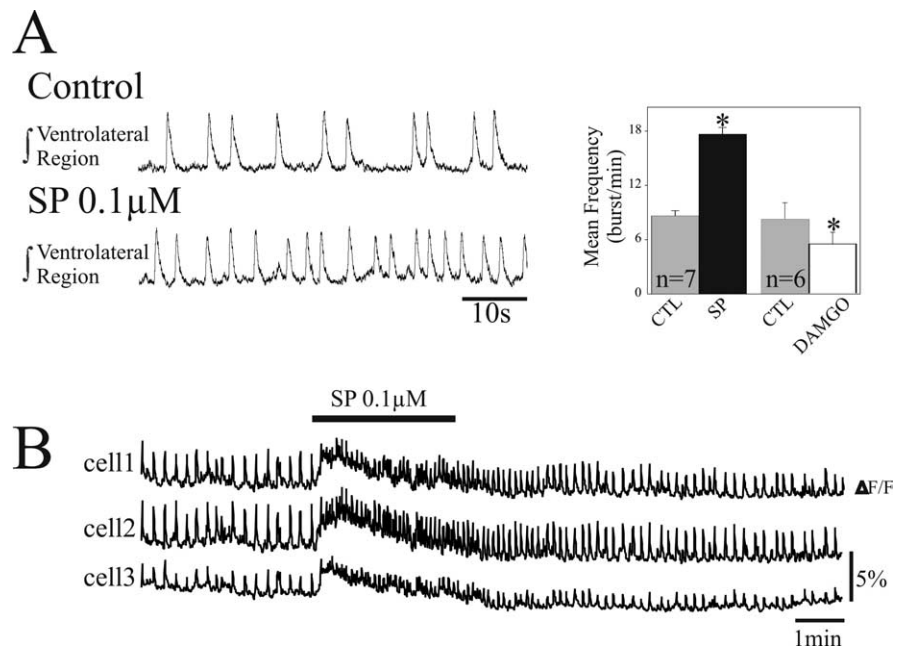 A
Control
∫ Ventrolateral
Region
SP 0.1μM
∫ Ventrolateral
Region
10s
Mean Frequency
(burst/min)
18
12
6
0
*
*
n=7
n=6
CTL
SP
CTL
DAMGO
B
SP 0.1μM
cell1
cell2
cell3
ΔF/F
5%
1min